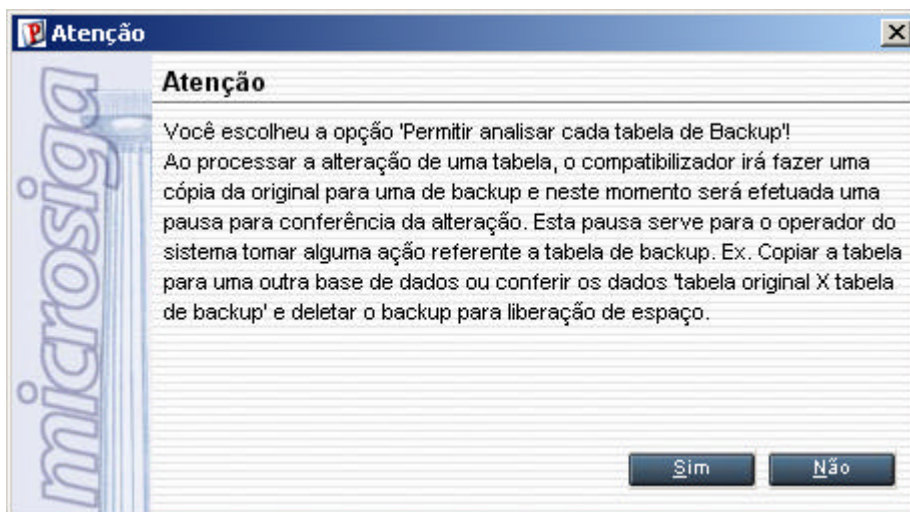 Atenção
Atenção
Você escolheu a opção 'Permitir analisar cada tabela de Backup'!
Ao processar a alteração de uma tabela, o compatibilizador irá fazer uma
cópia da original para uma de backup e neste momento será efetuada uma
pausa para conferência da alteração. Esta pausa serve para o operador do
sistema tomar alguma ação referente a tabela de backup. Ex. Copiar a tabela
para uma outra base de dados ou conferir os dados 'tabela original X tabela
de backup' e deletar o backup para liberação de espaço.
microsiga
Sim
Não